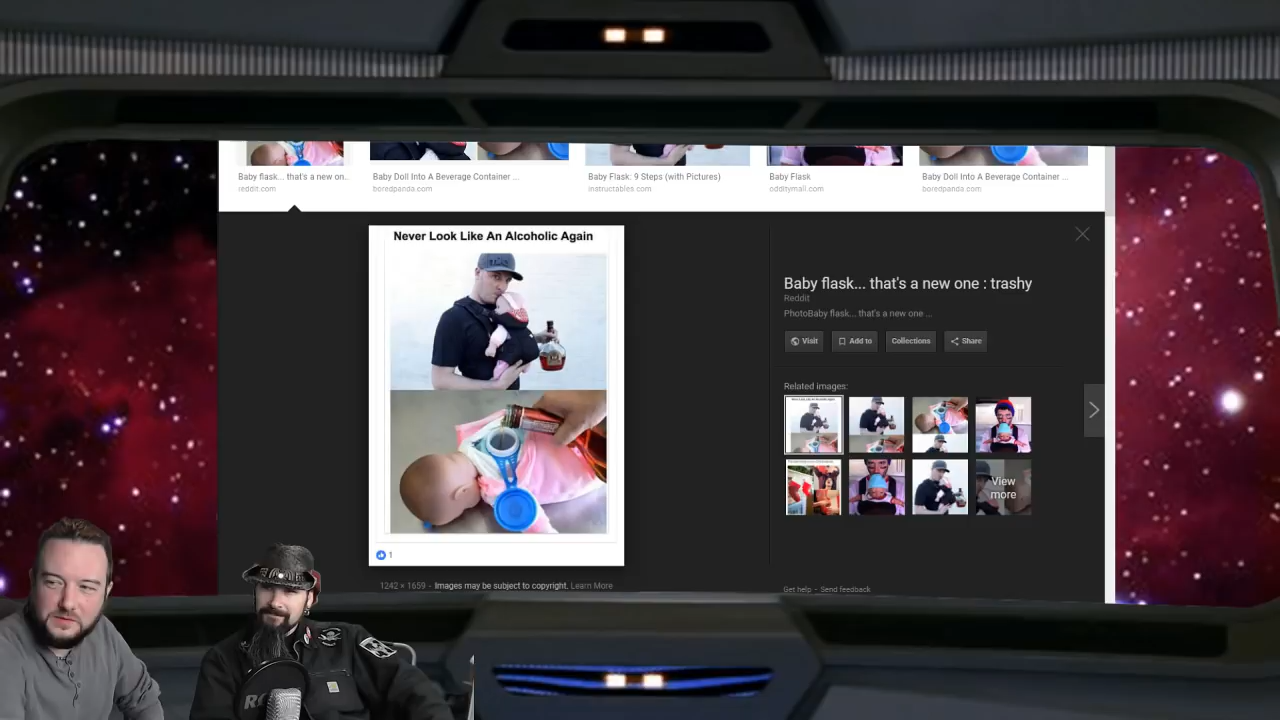 Baby flask... that's a new on..
reddit.com
Baby Doll Into A Beverage Container ...
boredpanda.com
Baby Flask: 9 Steps (with Pictures)
instructables.com
Baby Flask
odditymall.com
Baby Doll Into A Beverage Container ...
boredpanda.com
Never Look Like An Alcoholic Again
1
1242 × 1659 - Images may be subject to copyright. Learn More
Baby flask... that's a new one : trashy
Reddit
PhotoBaby flask... that's a new one ...
Visit Add to Collections Share
Related images:
View
more
Get help - Send feedback